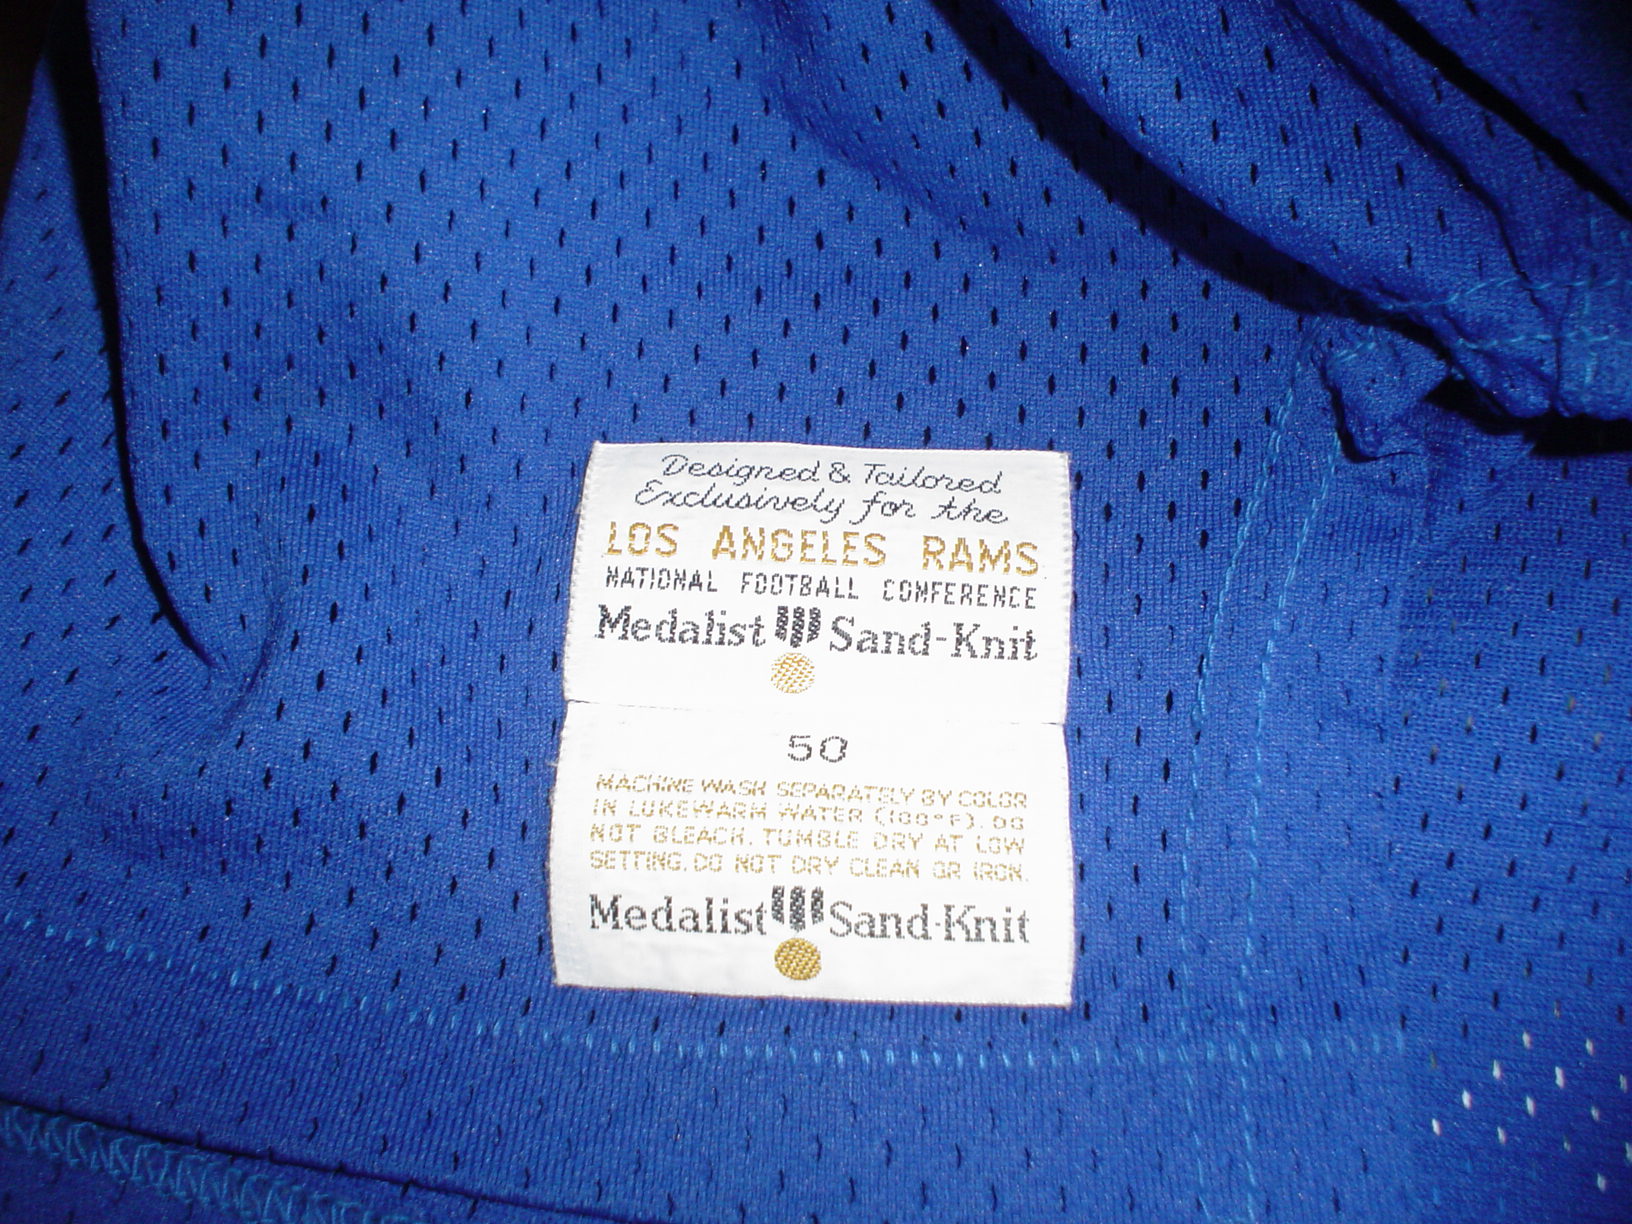 Designed & Tailored
Exclusively for the
LOS ANGELES RAMS
NATIONAL FOOTBALL CONFERENCE
Medalist Sand-Knit
50
MACHINE WASH SEPARATELY BY COLOR
IN LUKEWARM WATER (100°F). DO
NOT BLEACH. TUMBLE DRY AT LOW
SETTING. DO NOT DRY CLEAN OR IRON.
Medalist Sand-Knit